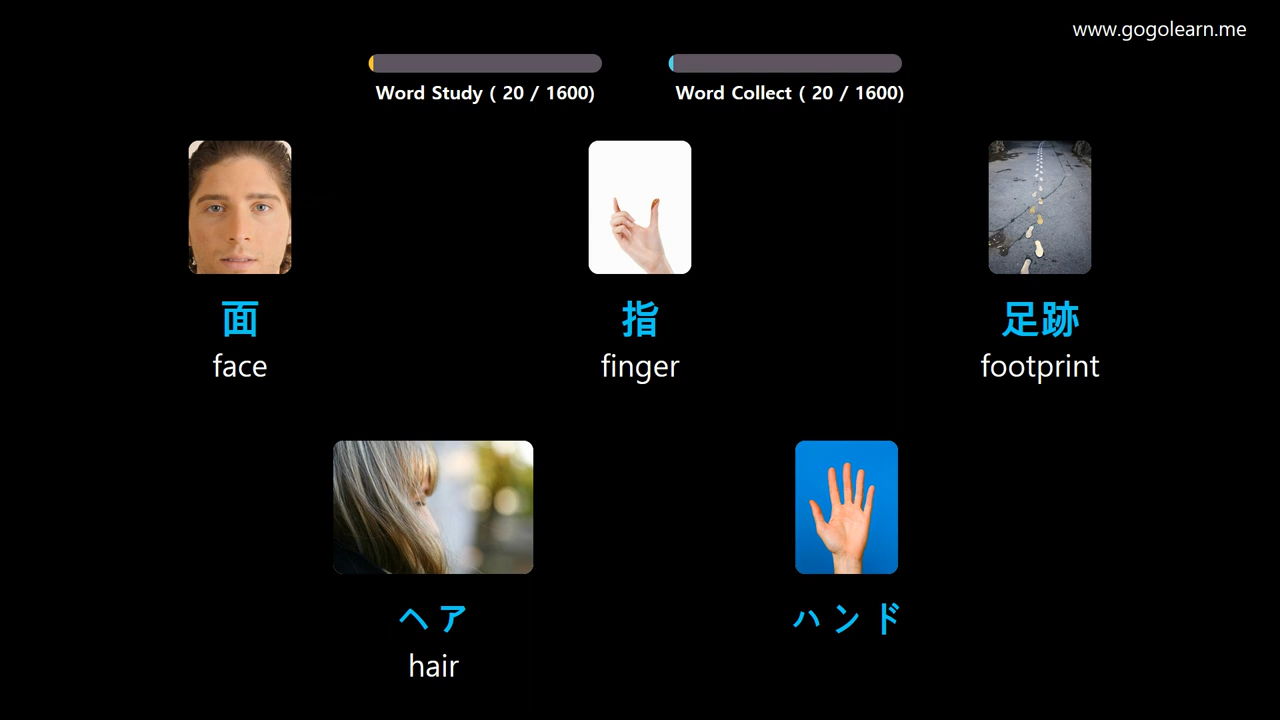 www.gogolearn.me
Word Study ( 20 / 1600)
Word Collect ( 20 / 1600)
面
face
指
finger
足跡
footprint
ヘア
hair
ハンド